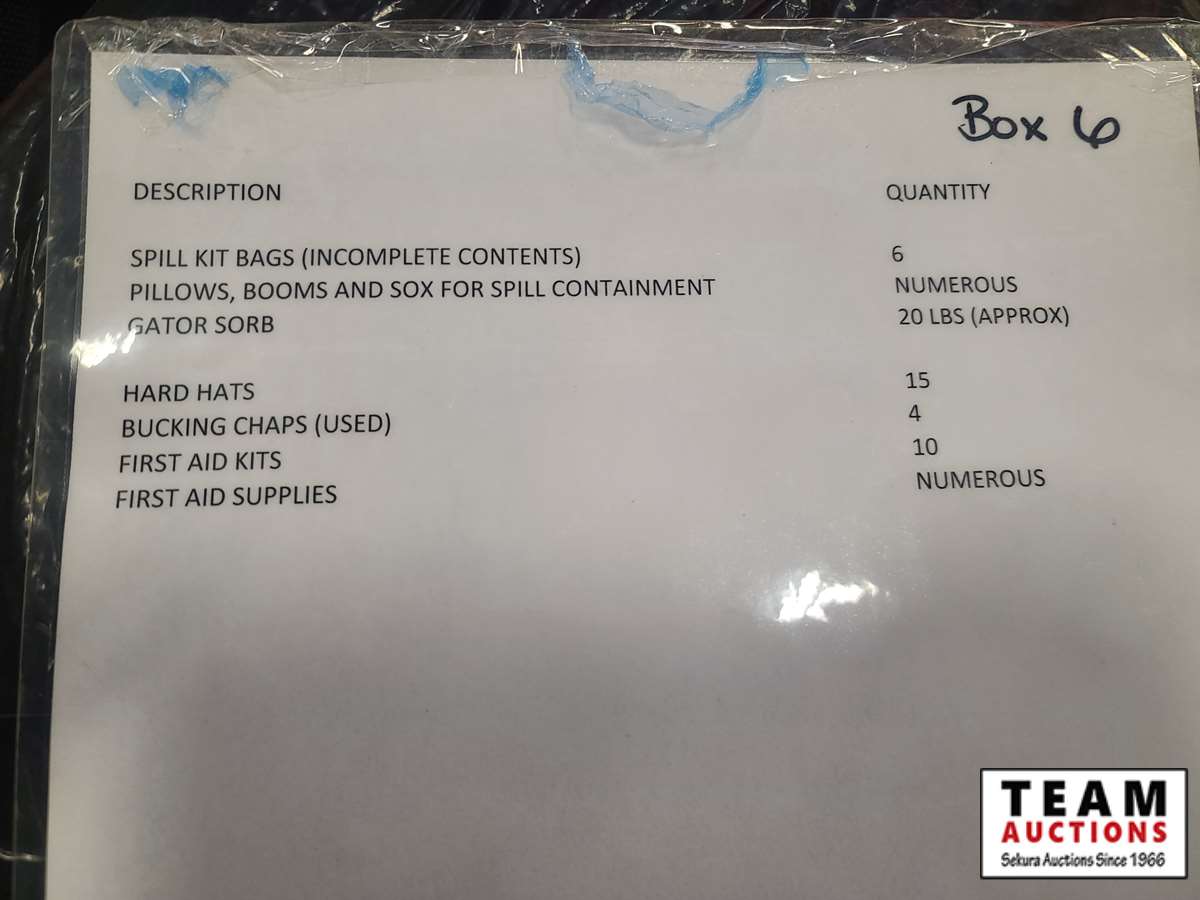 Box 6
DESCRIPTION QUANTITY
SPILL KIT BAGS (INCOMPLETE CONTENTS) 6
PILLOWS, BOOMS AND SOX FOR SPILL CONTAINMENT NUMEROUS
GATOR SORB 20 LBS (APPROX)
HARD HATS 15
BUCKING CHAPS (USED) 4
FIRST AID KITS 10
FIRST AID SUPPLIES NUMEROUS
TEAM
AUCTIONS
Sekura Auctions Since 1966